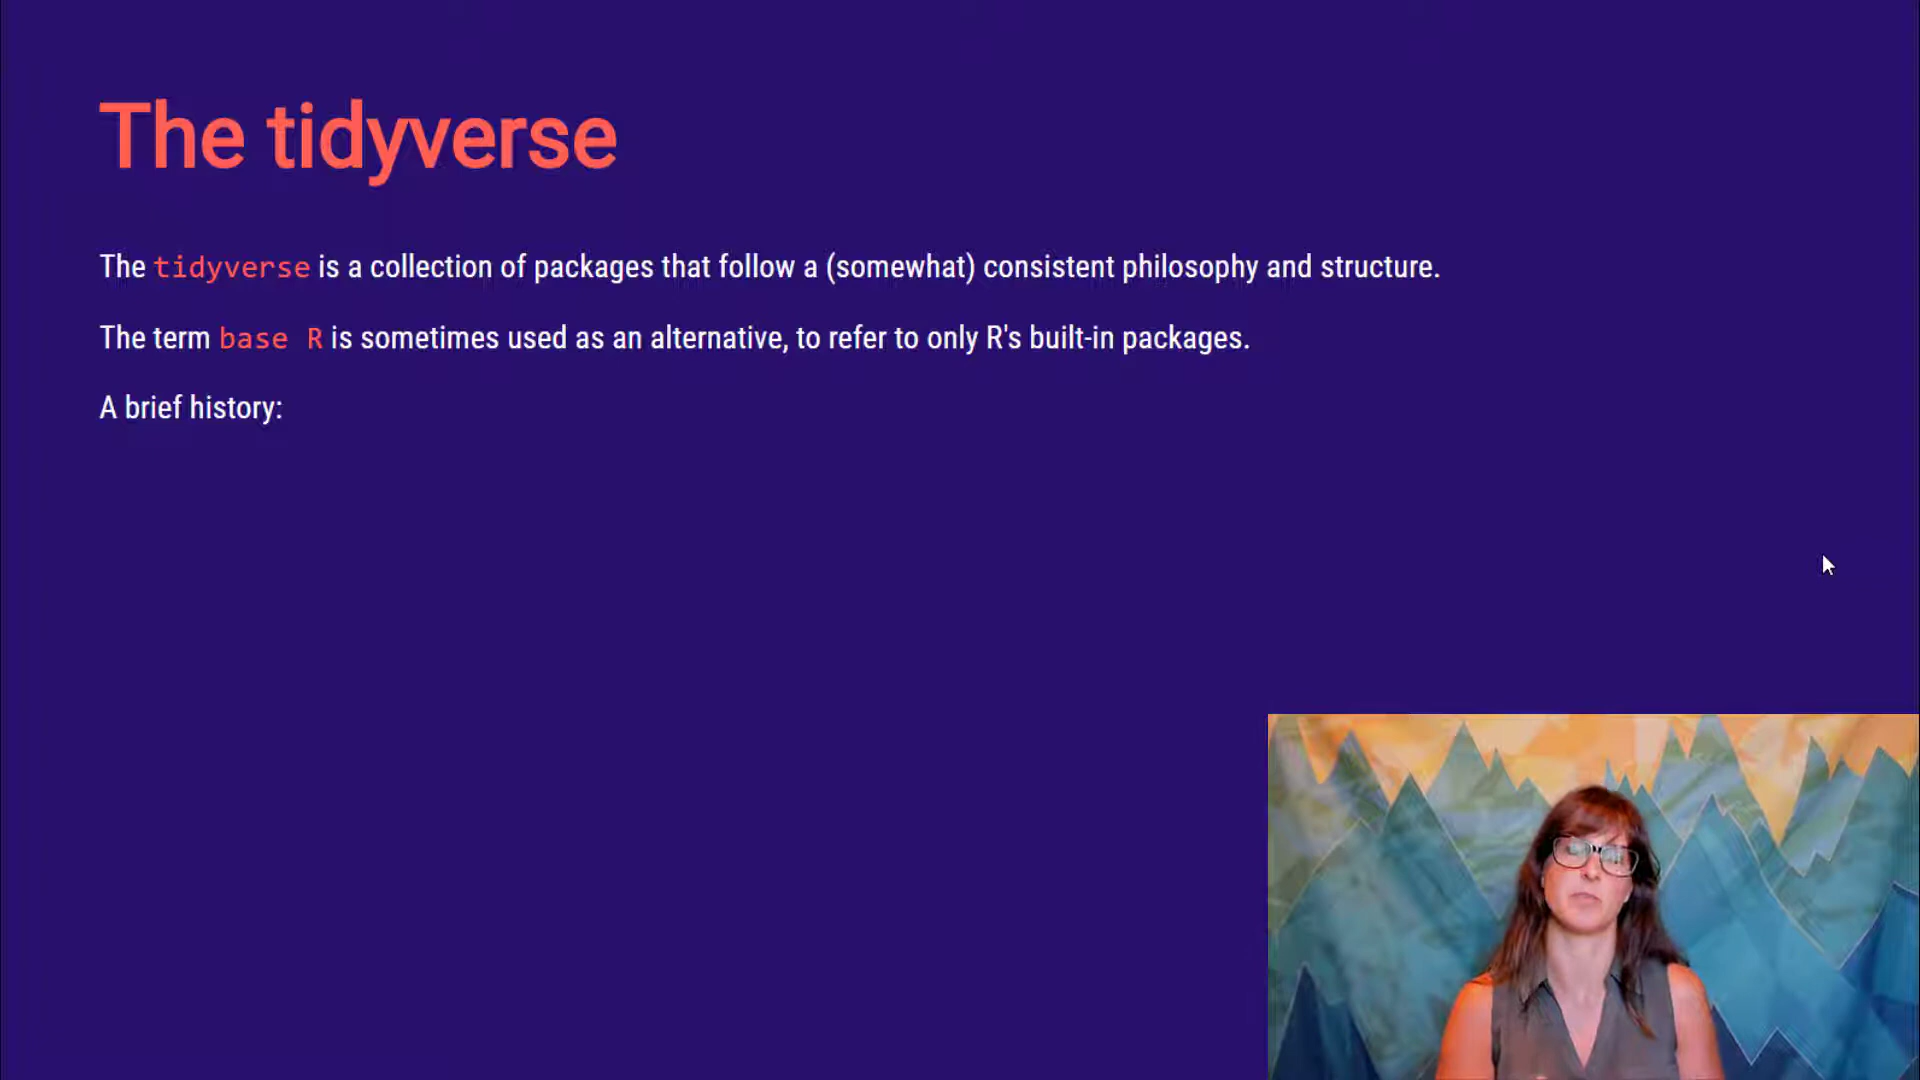 The tidyverse
The tidyverse is a collection of packages that follow a (somewhat) consistent philosophy and structure.
The term base R is sometimes used as an alternative, to refer to only R's built-in packages.
A brief history: